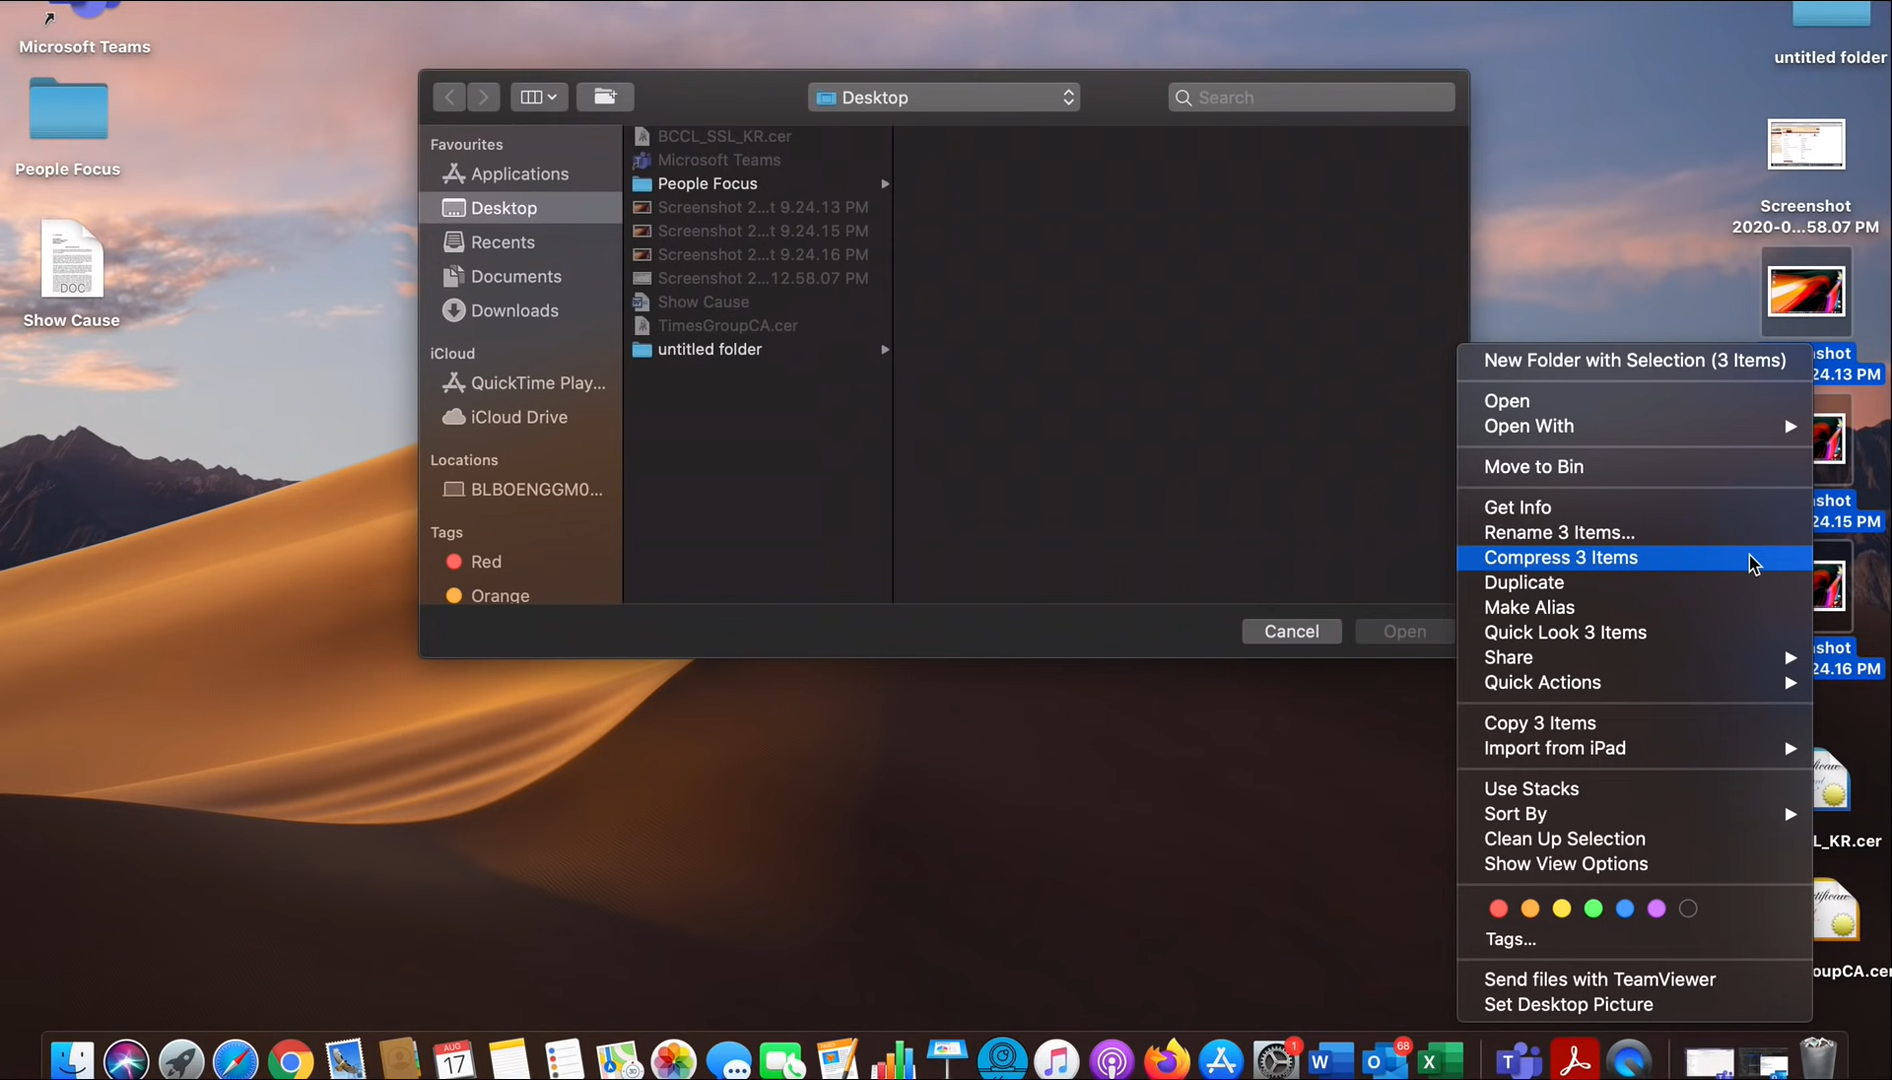 Microsoft Teams
People Focus
Show Cause
DOC
Desktop
Search
Favourites
Applications
Desktop
Recents
Documents
Downloads
iCloud
QuickTime Play...
iCloud Drive
Locations
BLBOENGGM0...
Tags
Red
Orange
BCCL_SSL_KR.cer
Microsoft Teams
People Focus
Screenshot 2...t 9.24.13 PM
Screenshot 2...t 9.24.15 PM
Screenshot 2...t 9.24.16 PM
Screenshot 2...12.58.07 PM
Show Cause
TimesGroupCA.cer
untitled folder
Cancel
Open
New Folder with Selection (3 Items)
Open
Open With
Move to Bin
Get Info
Rename 3 Items...
Compress 3 Items
Duplicate
Make Alias
Quick Look 3 Items
Share
Quick Actions
Copy 3 Items
Import from iPad
Use Stacks
Sort By
Clean Up Selection
Show View Options
Tags...
Send files with TeamViewer
Set Desktop Picture
untitled folder
Screenshot
2020-0...58.07 PM
shot
24.13 PM
shot
24.15 PM
shot
24.16 PM
L_KR.cer
oupCA.cer
AUG
17
3D
1
W
O
68
X
T